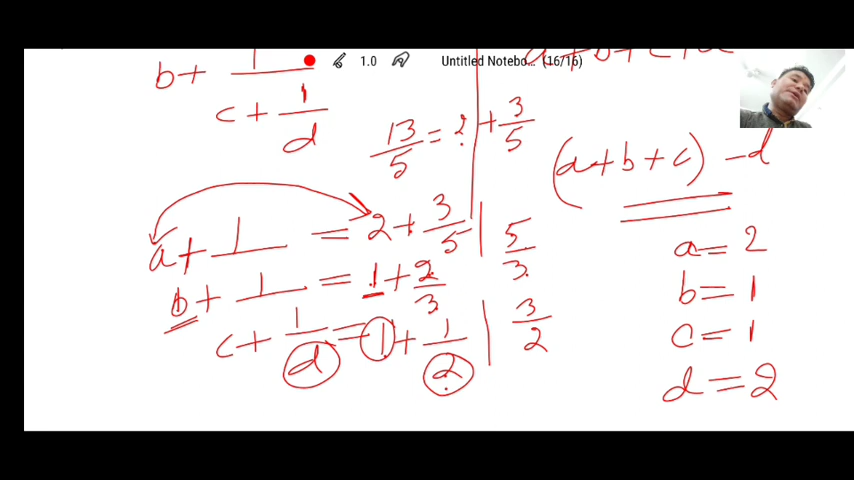 1.0 Untitled Notebo... (16/16)
b + 1
a + b + c + d
c + 1/d
13/5 = 2 + 3/5
(a + b + c) - d
a + 1 = 2 + 3/5 | 5/3
a = 2
b + 1 = 1 + 2/3
b = 1
c + 1/d = 1 + 1/2 | 3/2
c = 1
d = 2